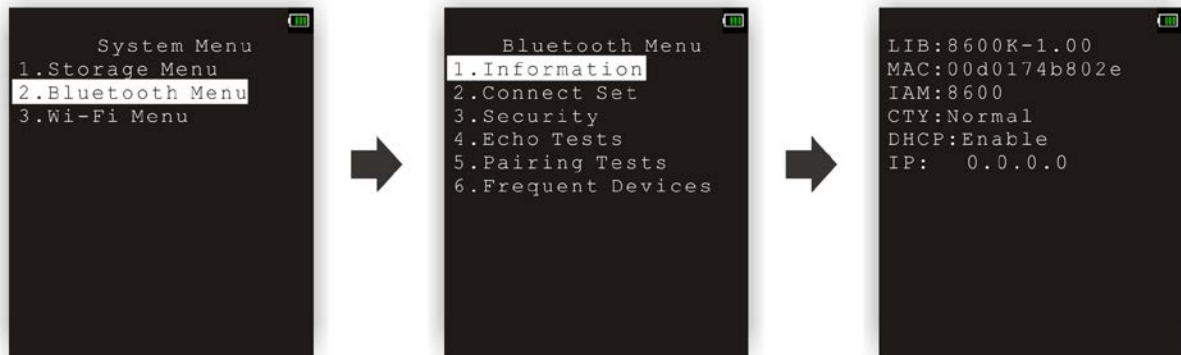 System Menu
1.Storage Menu
2.Bluetooth Menu
3.Wi-Fi Menu
Bluetooth Menu
1.Information
2.Connect Set
3.Security
4.Echo Tests
5.Pairing Tests
6.Frequent Devices
LIB:8600K-1.00
MAC:00d0174b802e
IAM:8600
CTY:Normal
DHCP:Enable
IP: 0.0.0.0